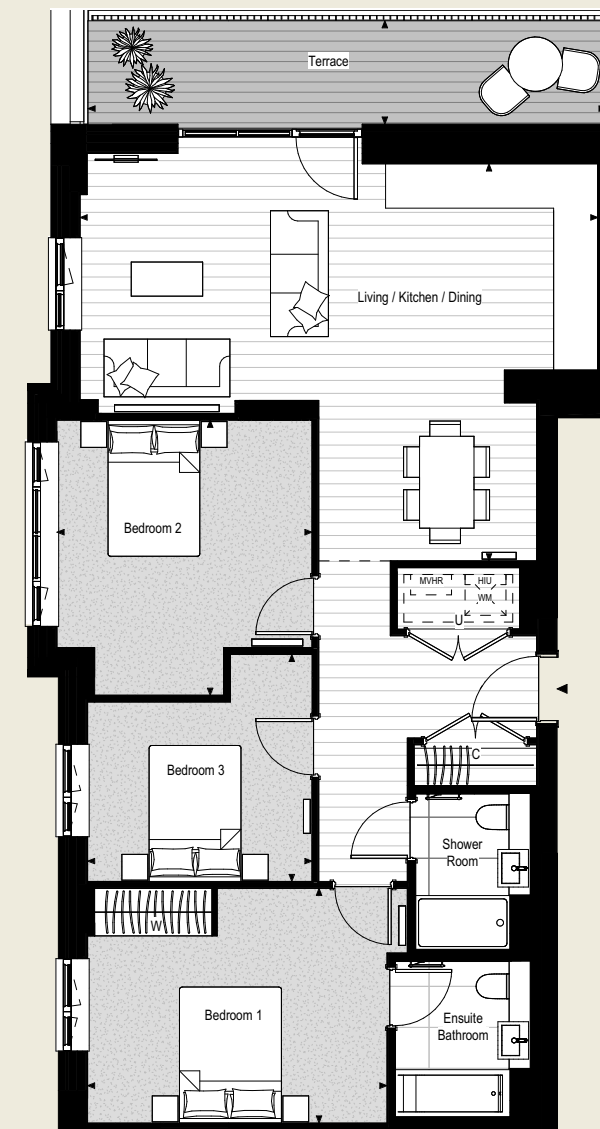 Terrace
Living / Kitchen / Dining
Bedroom 2
MVHR
HIU
WM
U
C
Bedroom 3
Shower
Room
W
Bedroom 1
Ensuite
Bathroom